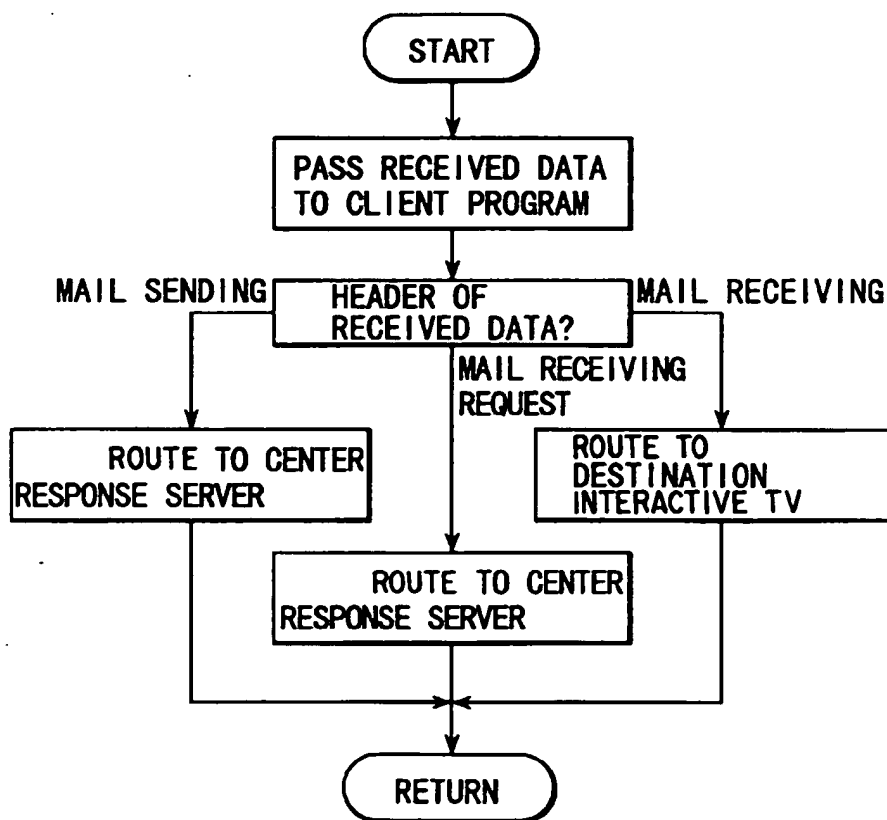 START
PASS RECEIVED DATA
TO CLIENT PROGRAM
MAIL SENDING
HEADER OF
RECEIVED DATA?
MAIL RECEIVING
MAIL RECEIVING
REQUEST
ROUTE TO CENTER
RESPONSE SERVER
ROUTE TO
DESTINATION
INTERACTIVE TV
ROUTE TO CENTER
RESPONSE SERVER
RETURN